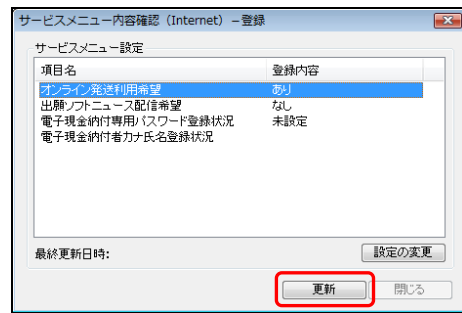 サービスメニュー内容確認（Internet）－登録
サービスメニュー設定
項目名 登録内容
オンライン発送利用希望 あり
出願ソフトニュース配信希望 なし
電子現金納付専用パスワード登録状況 未設定
電子現金納付者カナ氏名登録状況
最終更新日時: 設定の変更
更新 閉じる